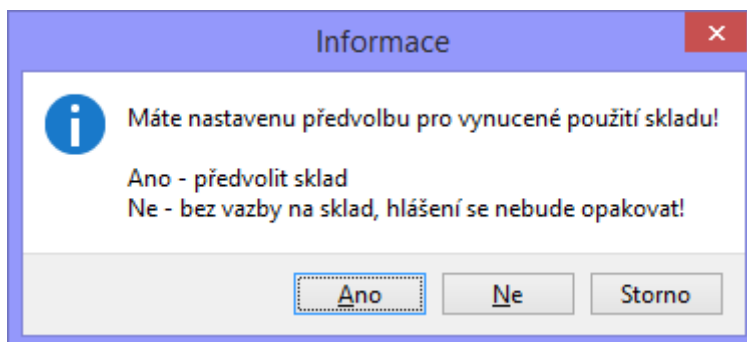 Informace
Máte nastavenu předvolbu pro vynucené použití skladu!
Ano - předvolit sklad
Ne - bez vazby na sklad, hlášení se nebude opakovat!
Ano Ne Storno